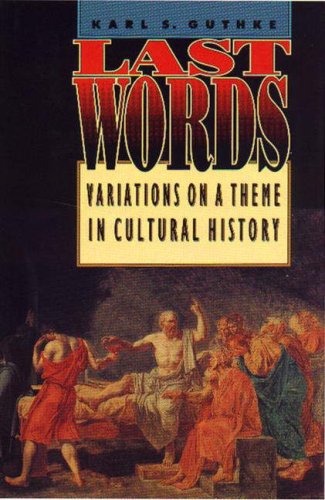 KARL S. GUTHKE
LAST
WORDS
VARIATIONS ON A THEME
IN CULTURAL HISTORY